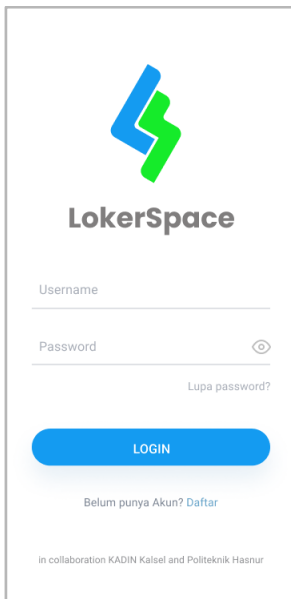 LokerSpace
Username
Password
Lupa password?
LOGIN
Belum punya Akun? Daftar
in collaboration KADIN Kalsel and Politeknik Hasnur